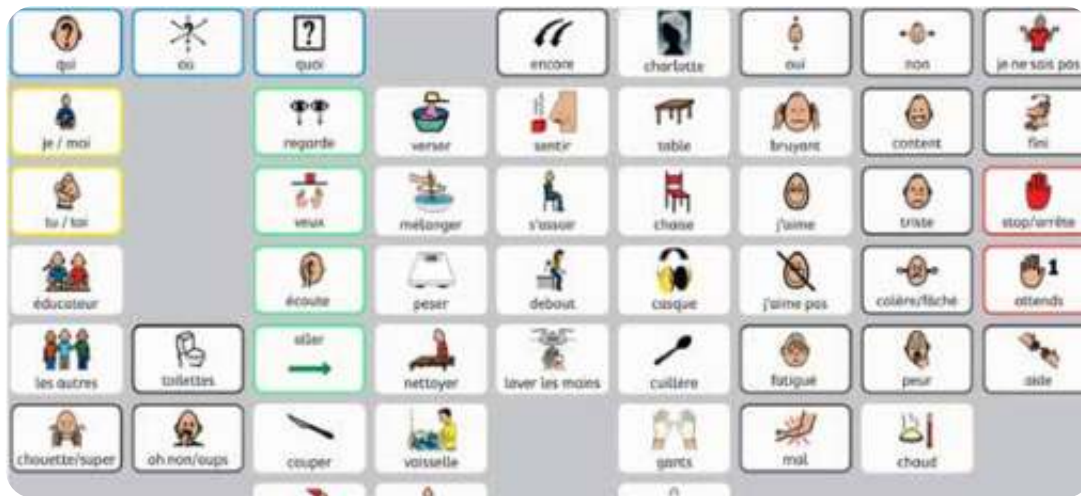 qui
où
quoi
encore
charlotte
oui
non
je ne sais pas
je / moi
regarde
verser
sentir
table
bruyant
content
fini
tu / toi
veux
mélanger
s'assoir
chaise
j'aime
triste
stop/arrête
éducateur
écoute
peser
debout
casque
j'aime pas
colère/fâché
1
attends
les autres
toilettes
aller
nettoyer
laver les mains
cuillère
fatigué
peur
aide
chouette/super
oh non/oups
couper
vaisselle
gants
mal
chaud